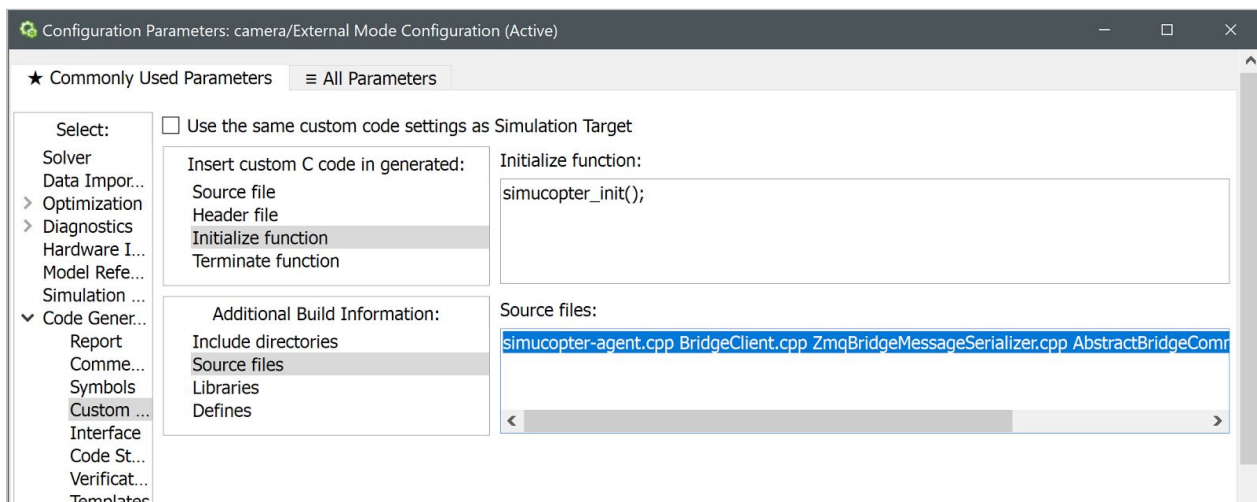 Configuration Parameters: camera/External Mode Configuration (Active)
★ Commonly Used Parameters
≡ All Parameters
Select:
Solver
Data Impor...
Optimization
Diagnostics
Hardware I...
Model Refe...
Simulation ...
Code Gener...
Report
Comme...
Symbols
Custom ...
Interface
Code St...
Verificat...
Templates
Use the same custom code settings as Simulation Target
Insert custom C code in generated:
Source file
Header file
Initialize function
Terminate function
Initialize function:
simucopter_init();
Additional Build Information:
Include directories
Source files
Libraries
Defines
Source files:
simucopter-agent.cpp BridgeClient.cpp ZmqBridgeMessageSerializer.cpp